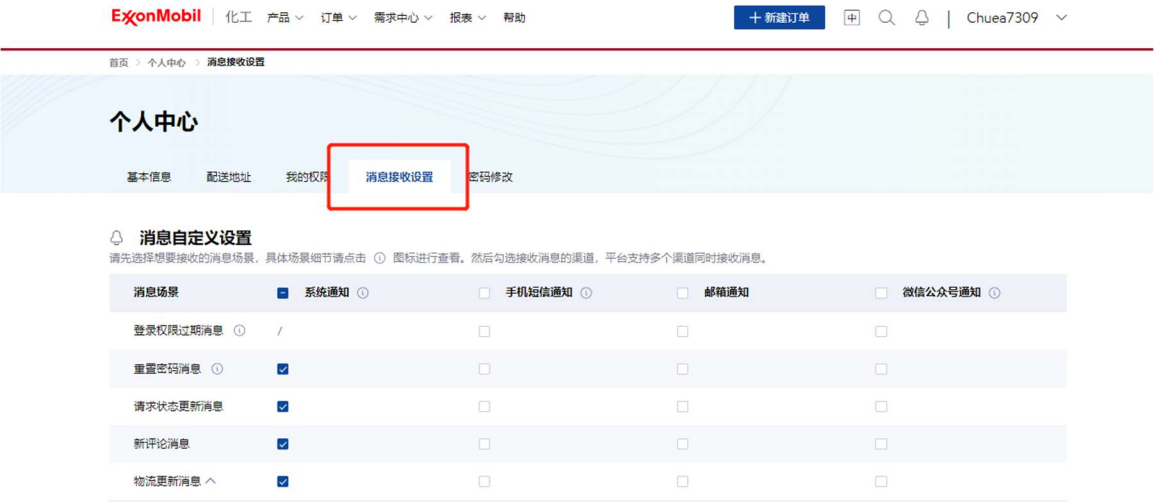 ExxonMobil 化工 产品 订单 需求中心 报表 帮助 + 新建订单 中 Chuea7309
首页 > 个人中心 > 消息接收设置
个人中心
基本信息 配送地址 我的权限 消息接收设置 密码修改
消息自定义设置
请先选择想要接收的消息场景，具体场景细节请点击 ⓘ 图标进行查看。然后勾选接收消息的渠道，平台支持多个渠道同时接收消息。
消息场景 系统通知 ⓘ 手机短信通知 ⓘ 邮箱通知 微信公众号通知 ⓘ
登录权限过期消息 ⓘ /
重置密码消息 ⓘ
请求状态更新消息
新评论消息
物流更新消息